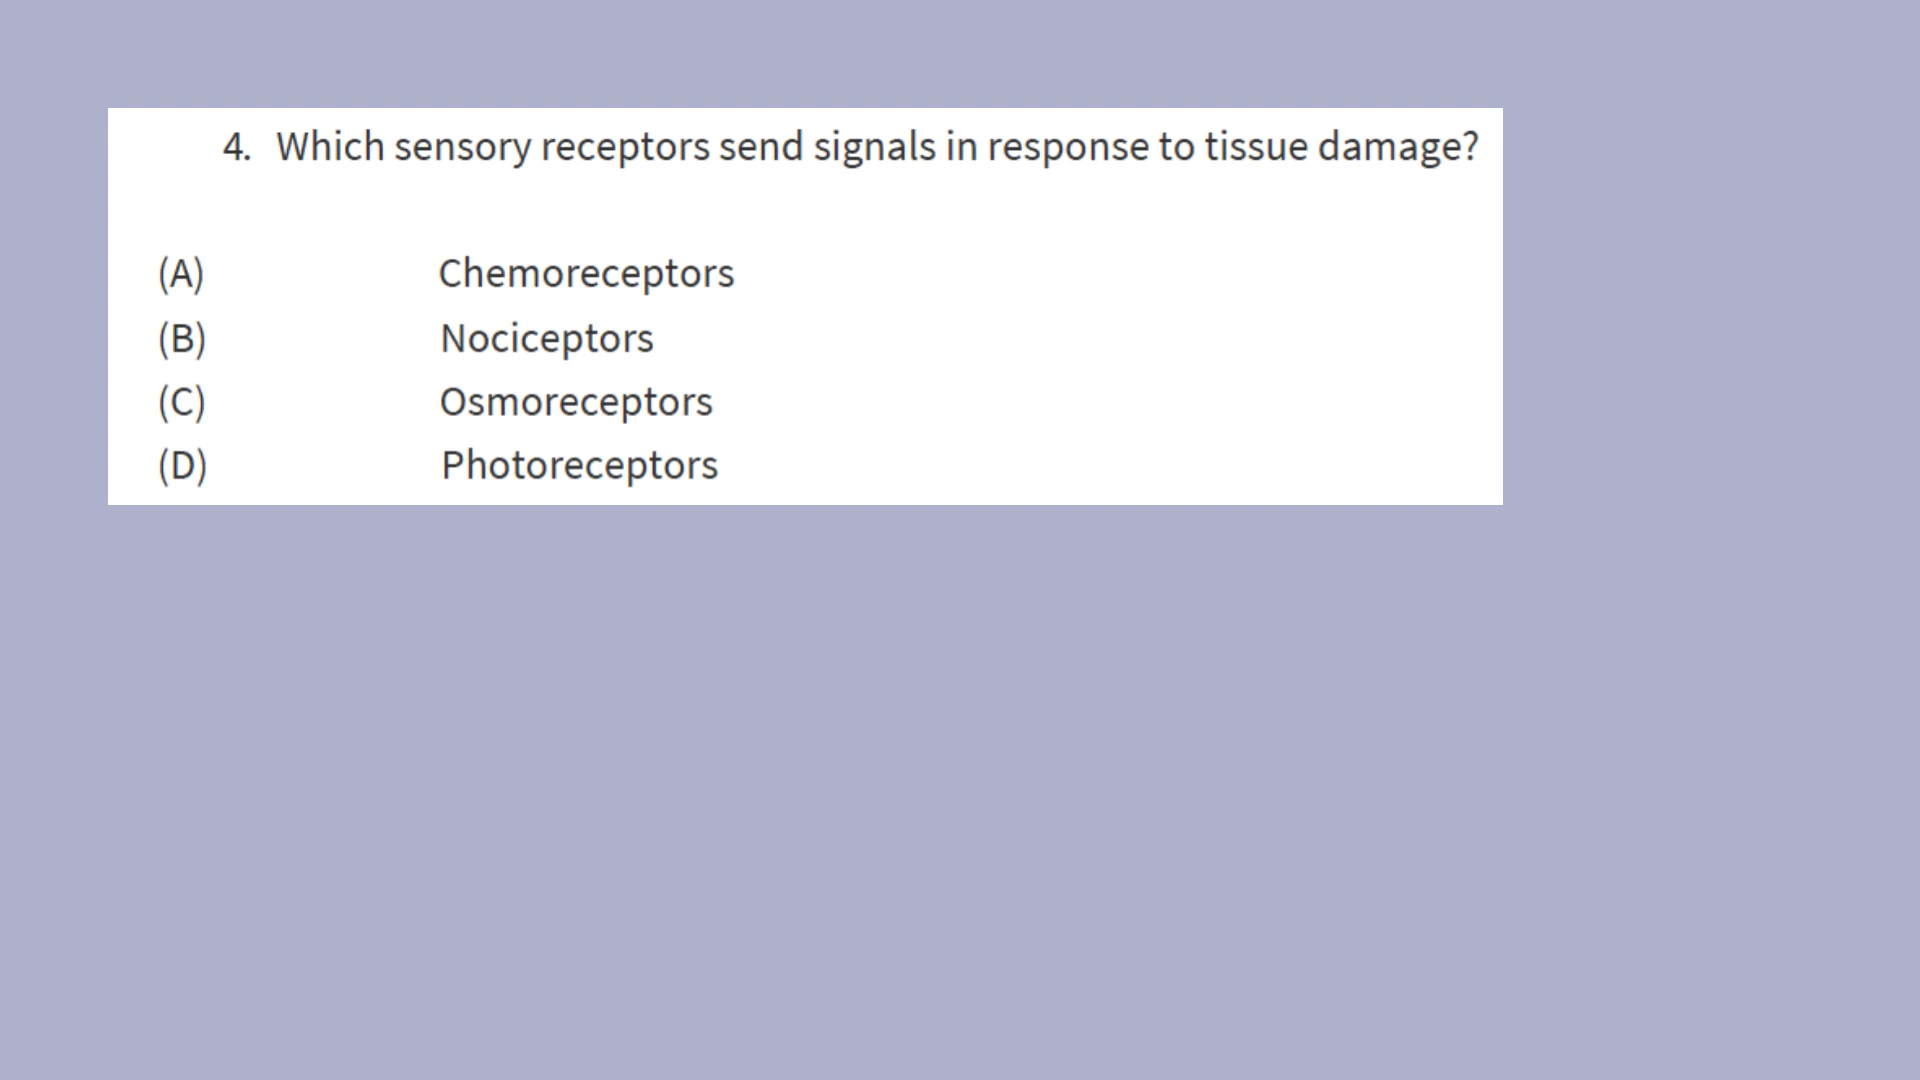 4. Which sensory receptors send signals in response to tissue damage?
(A) Chemoreceptors
(B) Nociceptors
(C) Osmoreceptors
(D) Photoreceptors